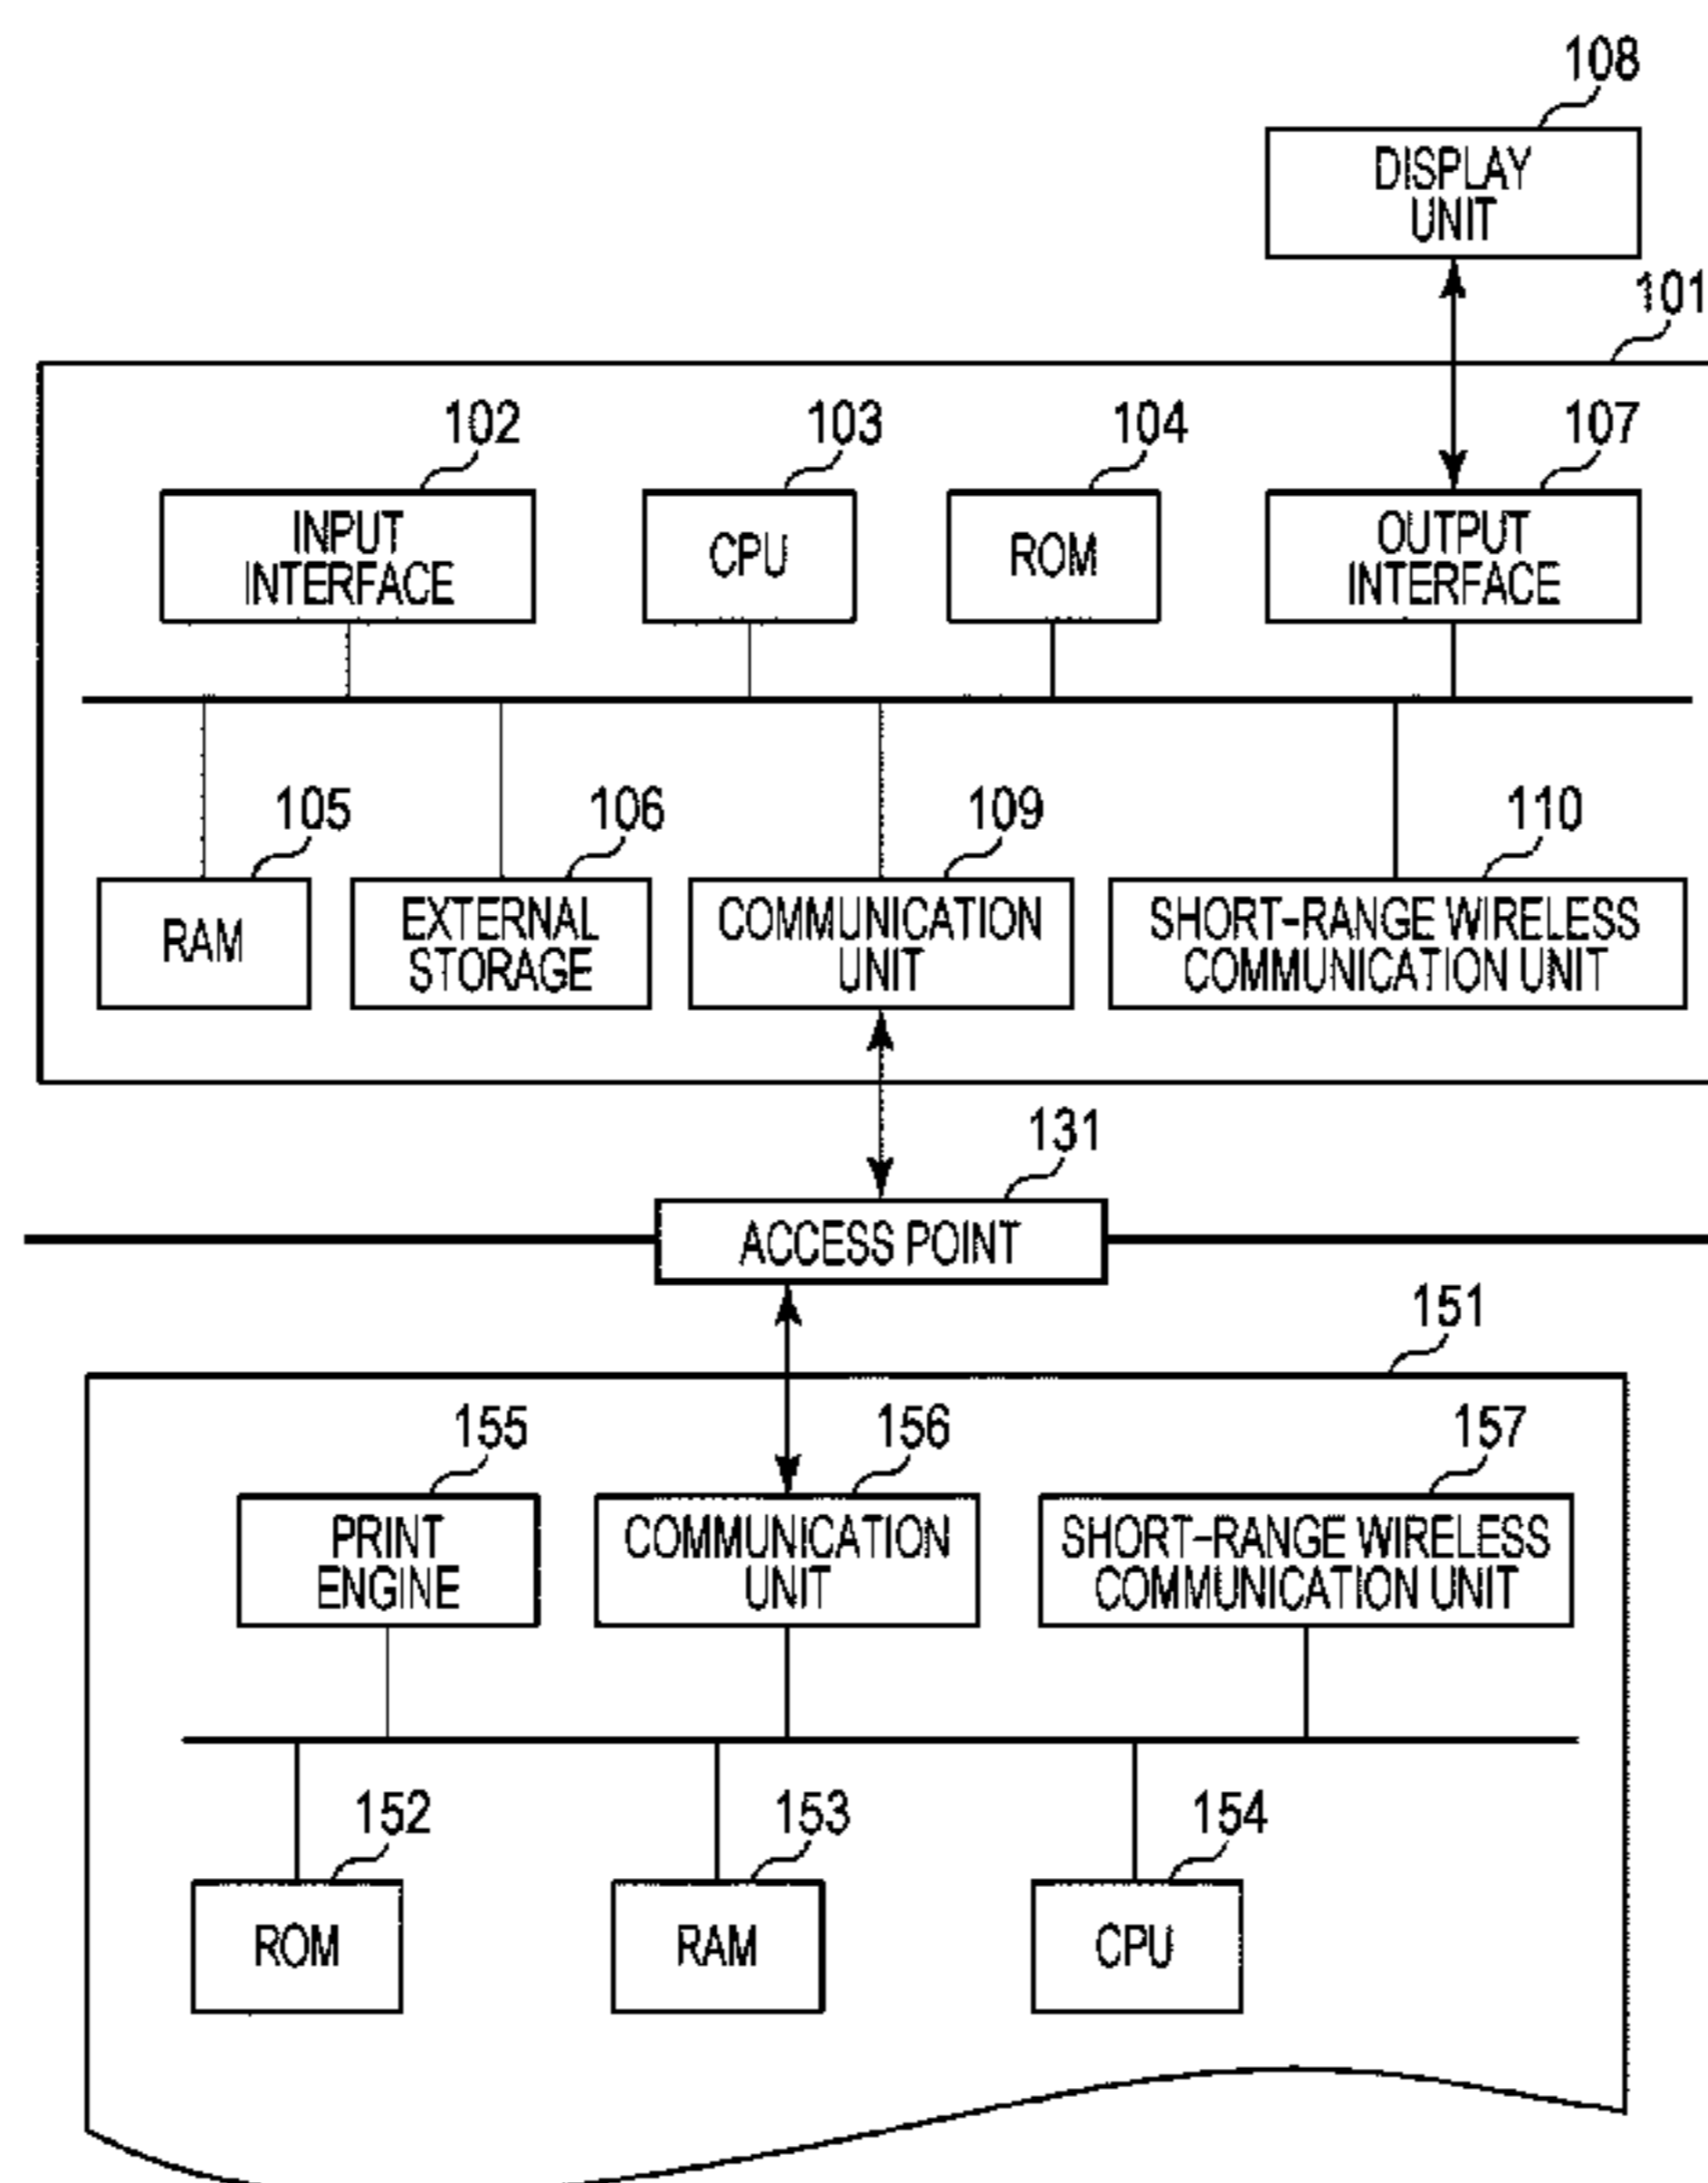 108
DISPLAY
UNIT
101
102
103
104
107
INPUT
INTERFACE
CPU
ROM
OUTPUT
INTERFACE
105
106
109
110
RAM
EXTERNAL
STORAGE
COMMUNICATION
UNIT
SHORT-RANGE WIRELESS
COMMUNICATION UNIT
131
ACCESS POINT
151
155
156
157
PRINT
ENGINE
COMMUNICATION
UNIT
SHORT-RANGE WIRELESS
COMMUNICATION UNIT
152
153
154
ROM
RAM
CPU